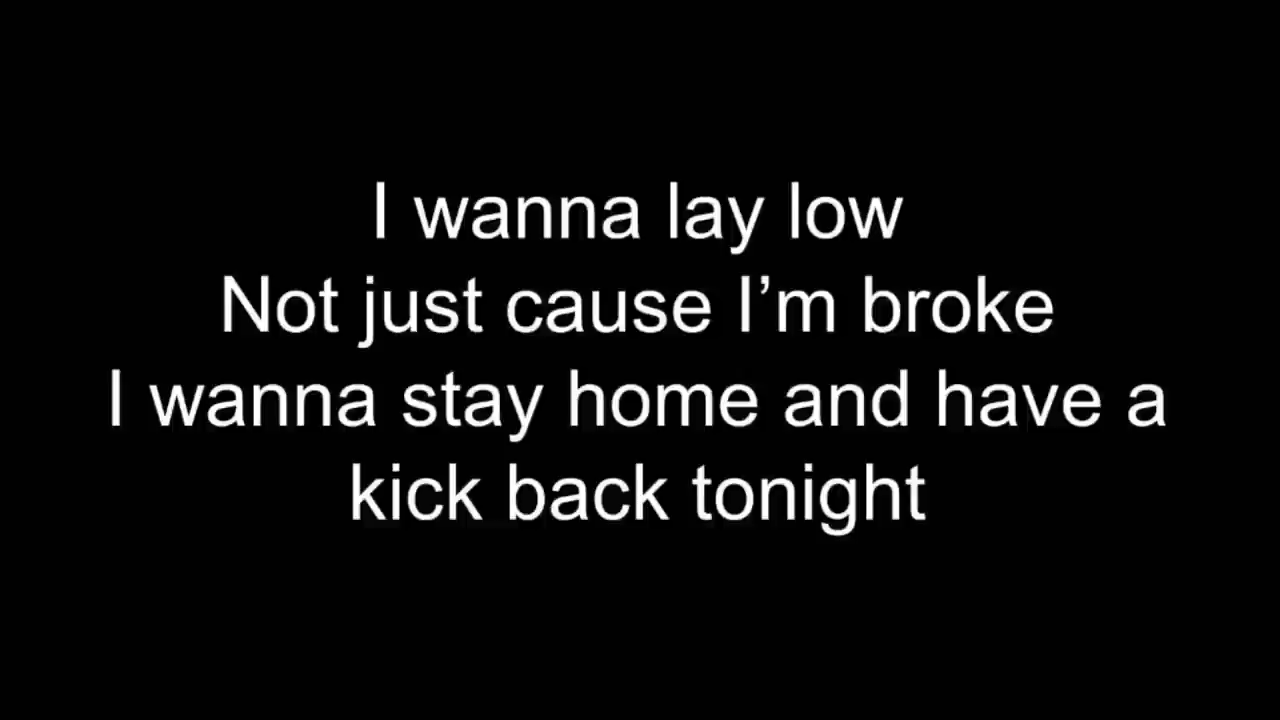 I wanna lay low
Not just cause I’m broke
I wanna stay home and have a
kick back tonight